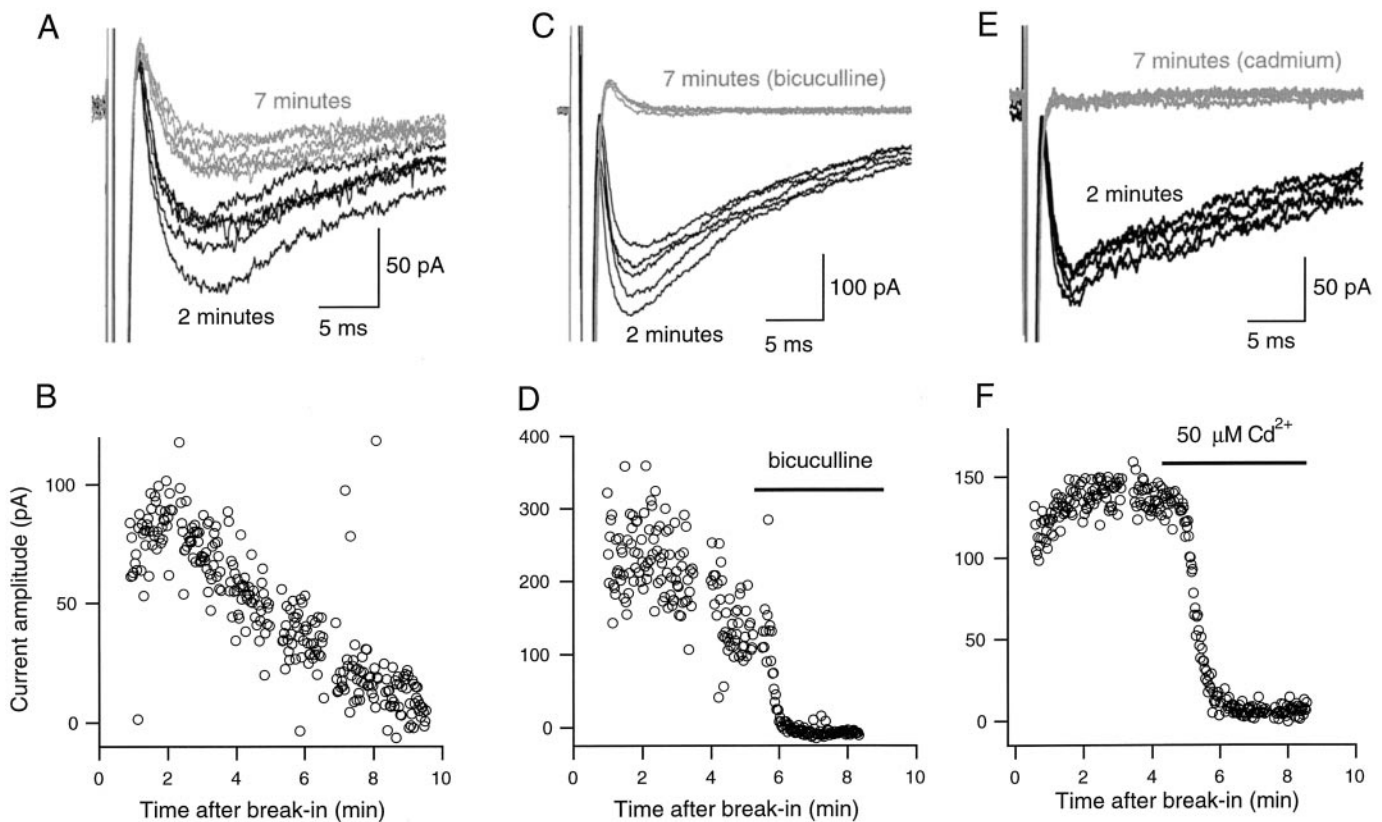 A
7 minutes
2 minutes
50 pA
5 ms
C
7 minutes (bicuculline)
2 minutes
100 pA
5 ms
E
7 minutes (cadmium)
2 minutes
50 pA
5 ms
B
Current amplitude (pA)
100
50
0
0 2 4 6 8 10
Time after break-in (min)
D
bicuculline
400
300
200
100
0
0 2 4 6 8 10
Time after break-in (min)
F
50 μM Cd²⁺
150
100
50
0
0 2 4 6 8 10
Time after break-in (min)